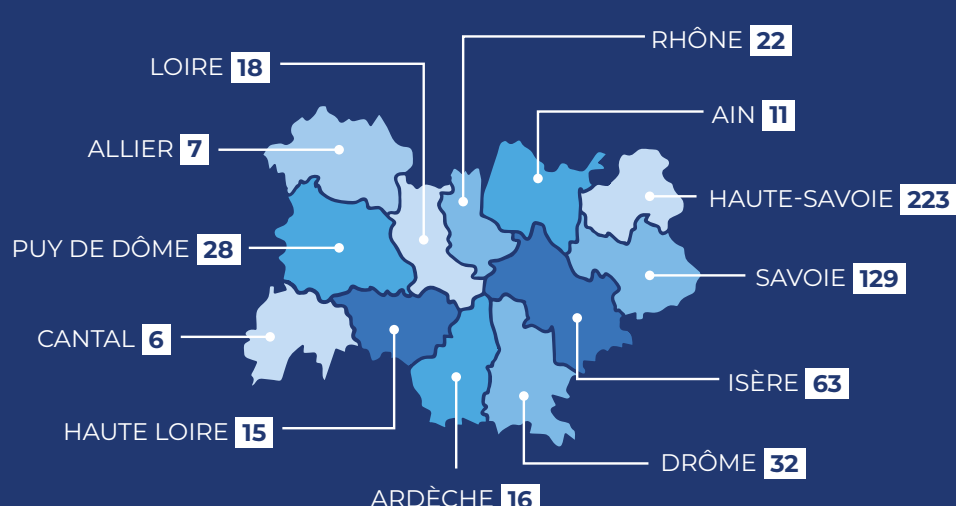 RHÔNE 22
LOIRE 18
AIN 11
ALLIER 7
HAUTE-SAVOIE 223
PUY DE DÔME 28
SAVOIE 129
CANTAL 6
ISÈRE 63
HAUTE LOIRE 15
DRÔME 32
ARDÈCHE 16